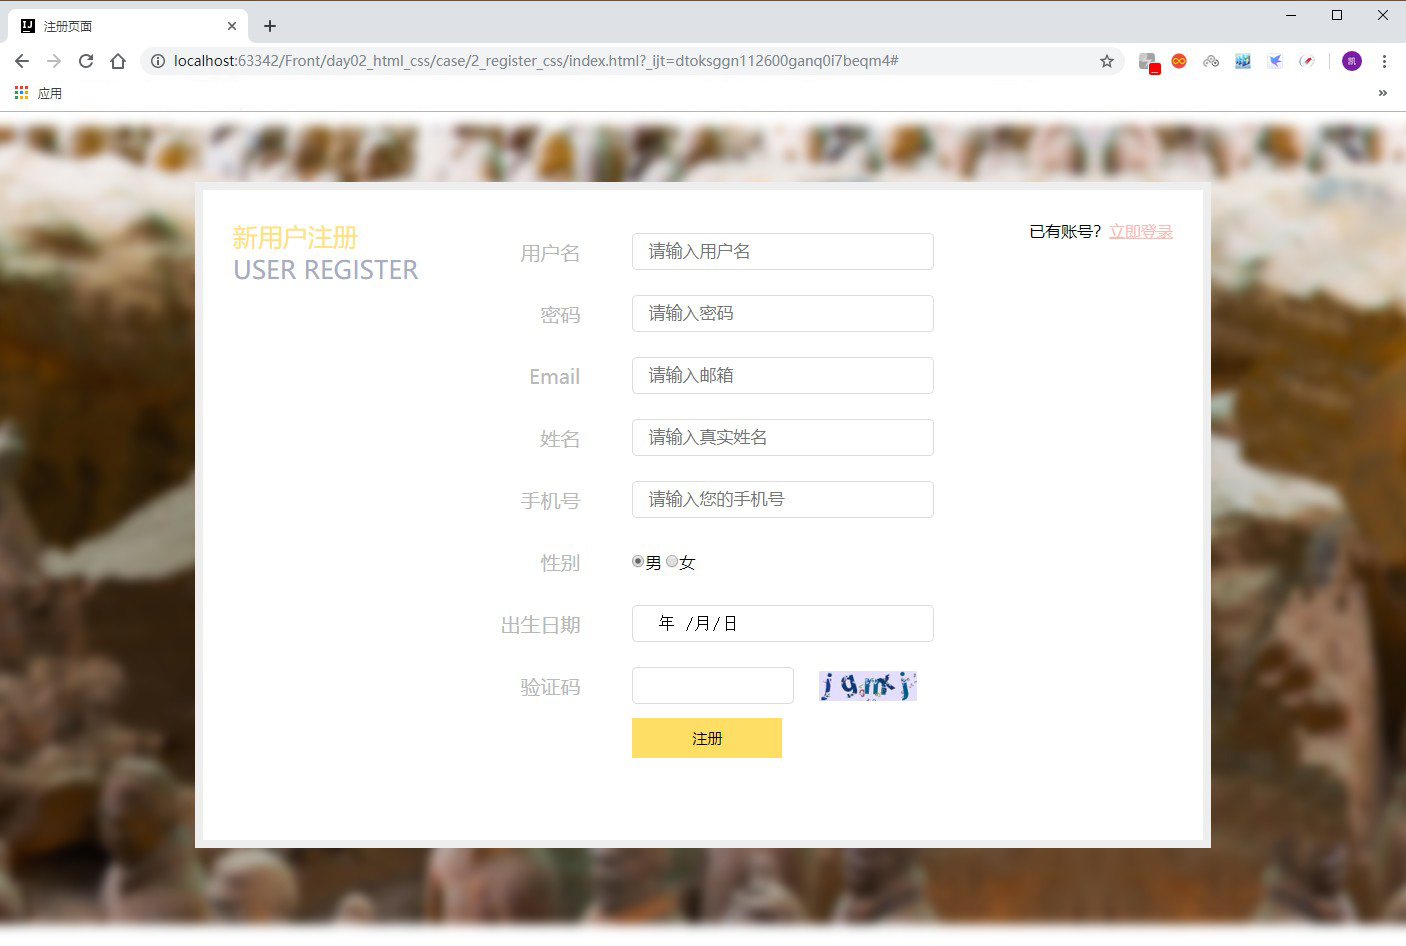 注册页面
localhost:63342/Front/day02_html_css/case/2_register_css/index.html?_ijt=dtoksggn112600ganq0i7beqm4#
凯
应用
新用户注册
USER REGISTER
已有账号？ 立即登录
用户名 请输入用户名
密码 请输入密码
Email 请输入邮箱
姓名 请输入真实姓名
手机号 请输入您的手机号
性别 男 女
出生日期 年 /月/日
验证码
注册